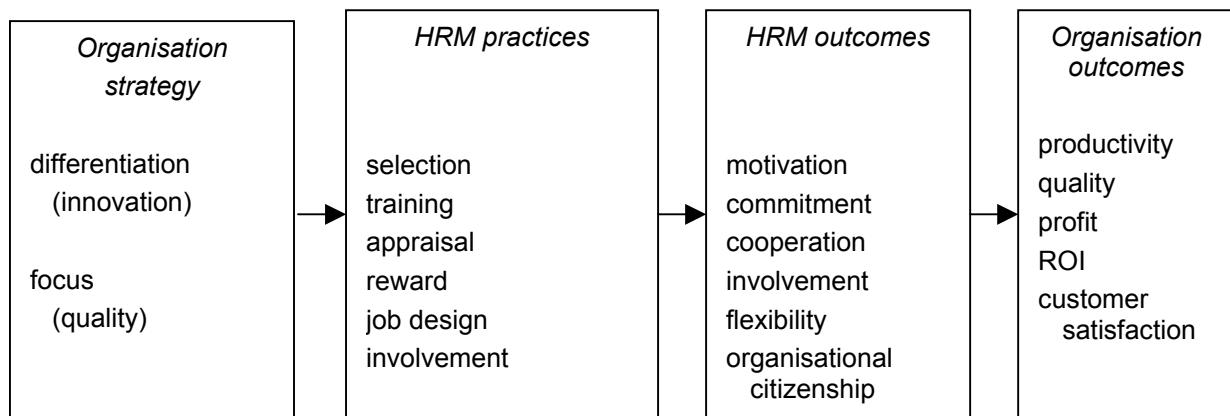 Organisation
strategy
differentiation
(innovation)
focus
(quality)
HRM practices
selection
training
appraisal
reward
job design
involvement
HRM outcomes
motivation
commitment
cooperation
involvement
flexibility
organisational
citizenship
Organisation
outcomes
productivity
quality
profit
ROI
customer
satisfaction